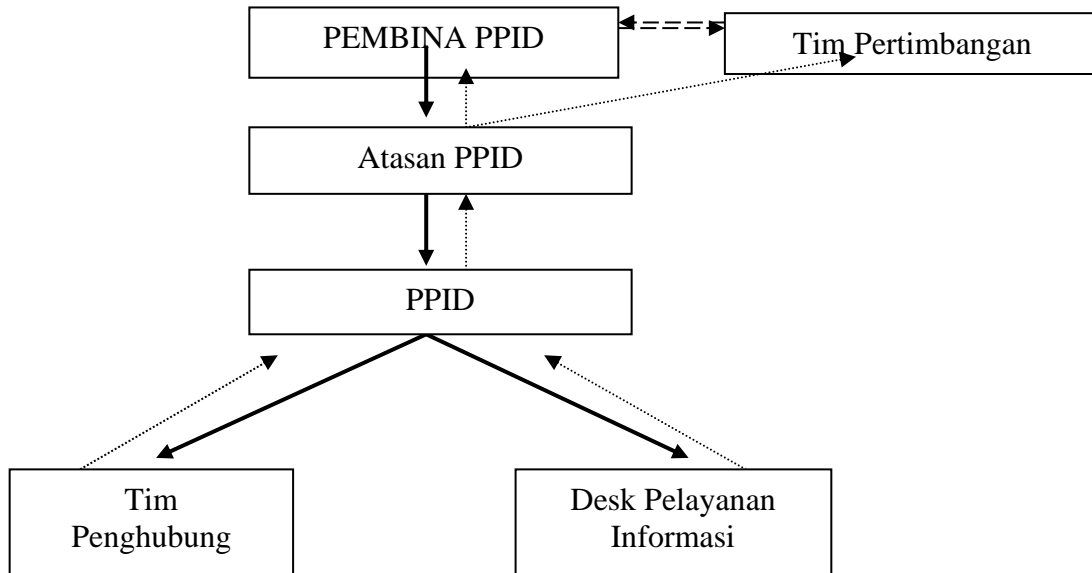 PEMBINA PPID
Tim Pertimbangan
Atasan PPID
PPID
Tim
Penghubung
Desk Pelayanan
Informasi